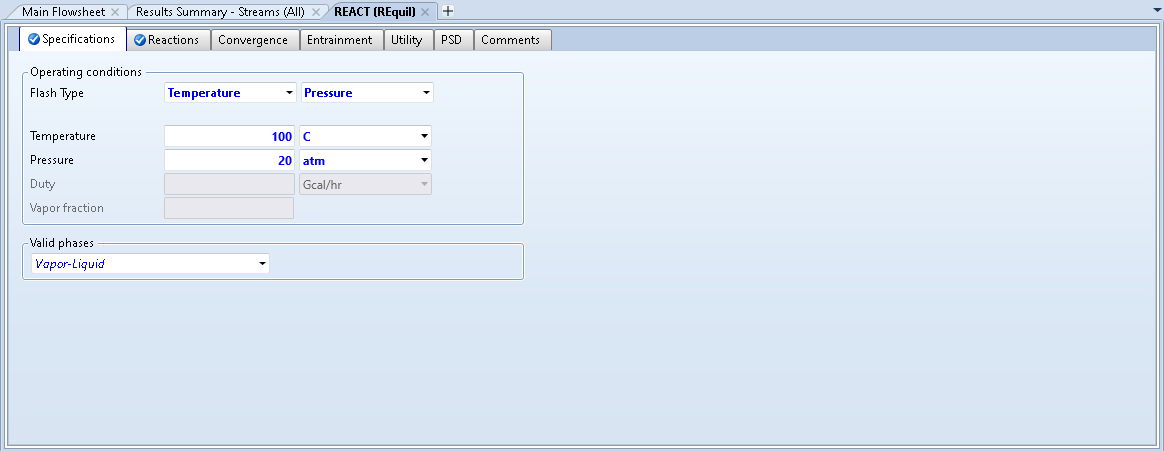 Main Flowsheet Results Summary - Streams (All) REACT (REquil)
Specifications Reactions Convergence Entrainment Utility PSD Comments
Operating conditions
Flash Type Temperature Pressure
Temperature 100 C
Pressure 20 atm
Duty Gcal/hr
Vapor fraction
Valid phases
Vapor-Liquid